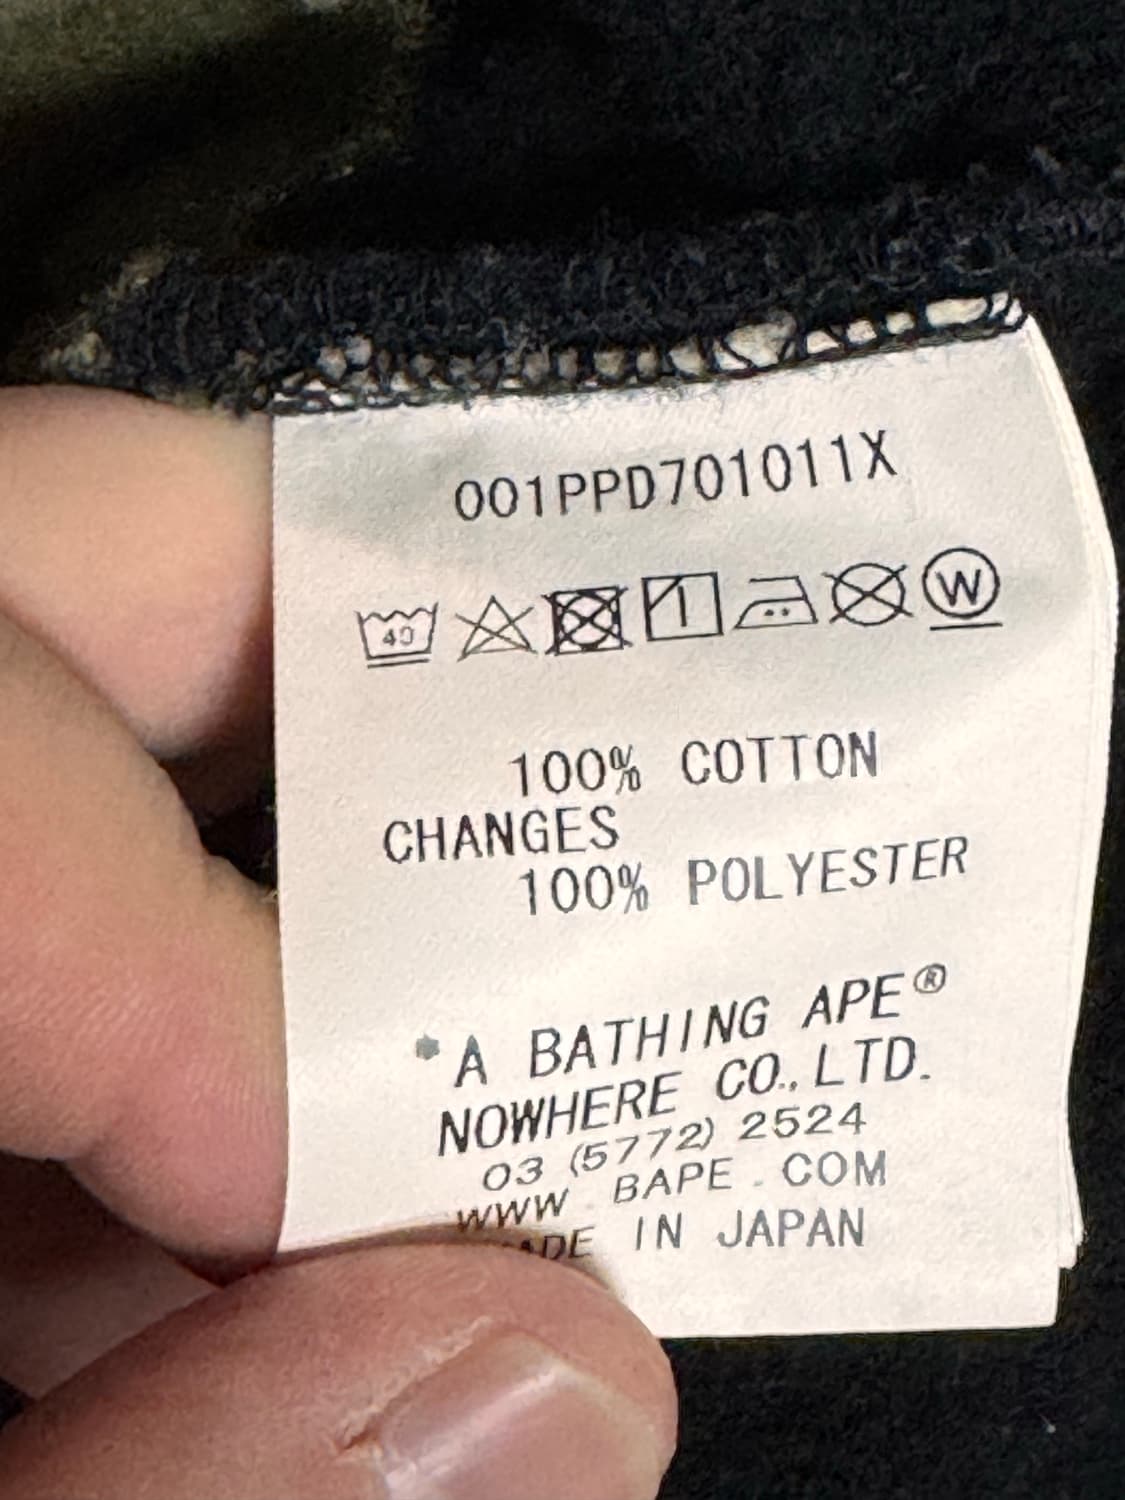 001PPD701011X
40
W
100% COTTON
CHANGES
100% POLYESTER
*A BATHING APE®
NOWHERE CO.,LTD.
03 (5772) 2524
WWW . BAPE . COM
IN JAPAN